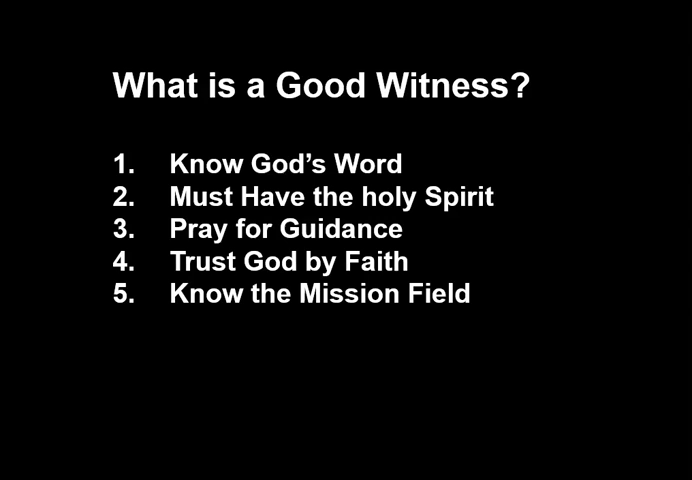 What is a Good Witness?
1. Know God’s Word
2. Must Have the holy Spirit
3. Pray for Guidance
4. Trust God by Faith
5. Know the Mission Field